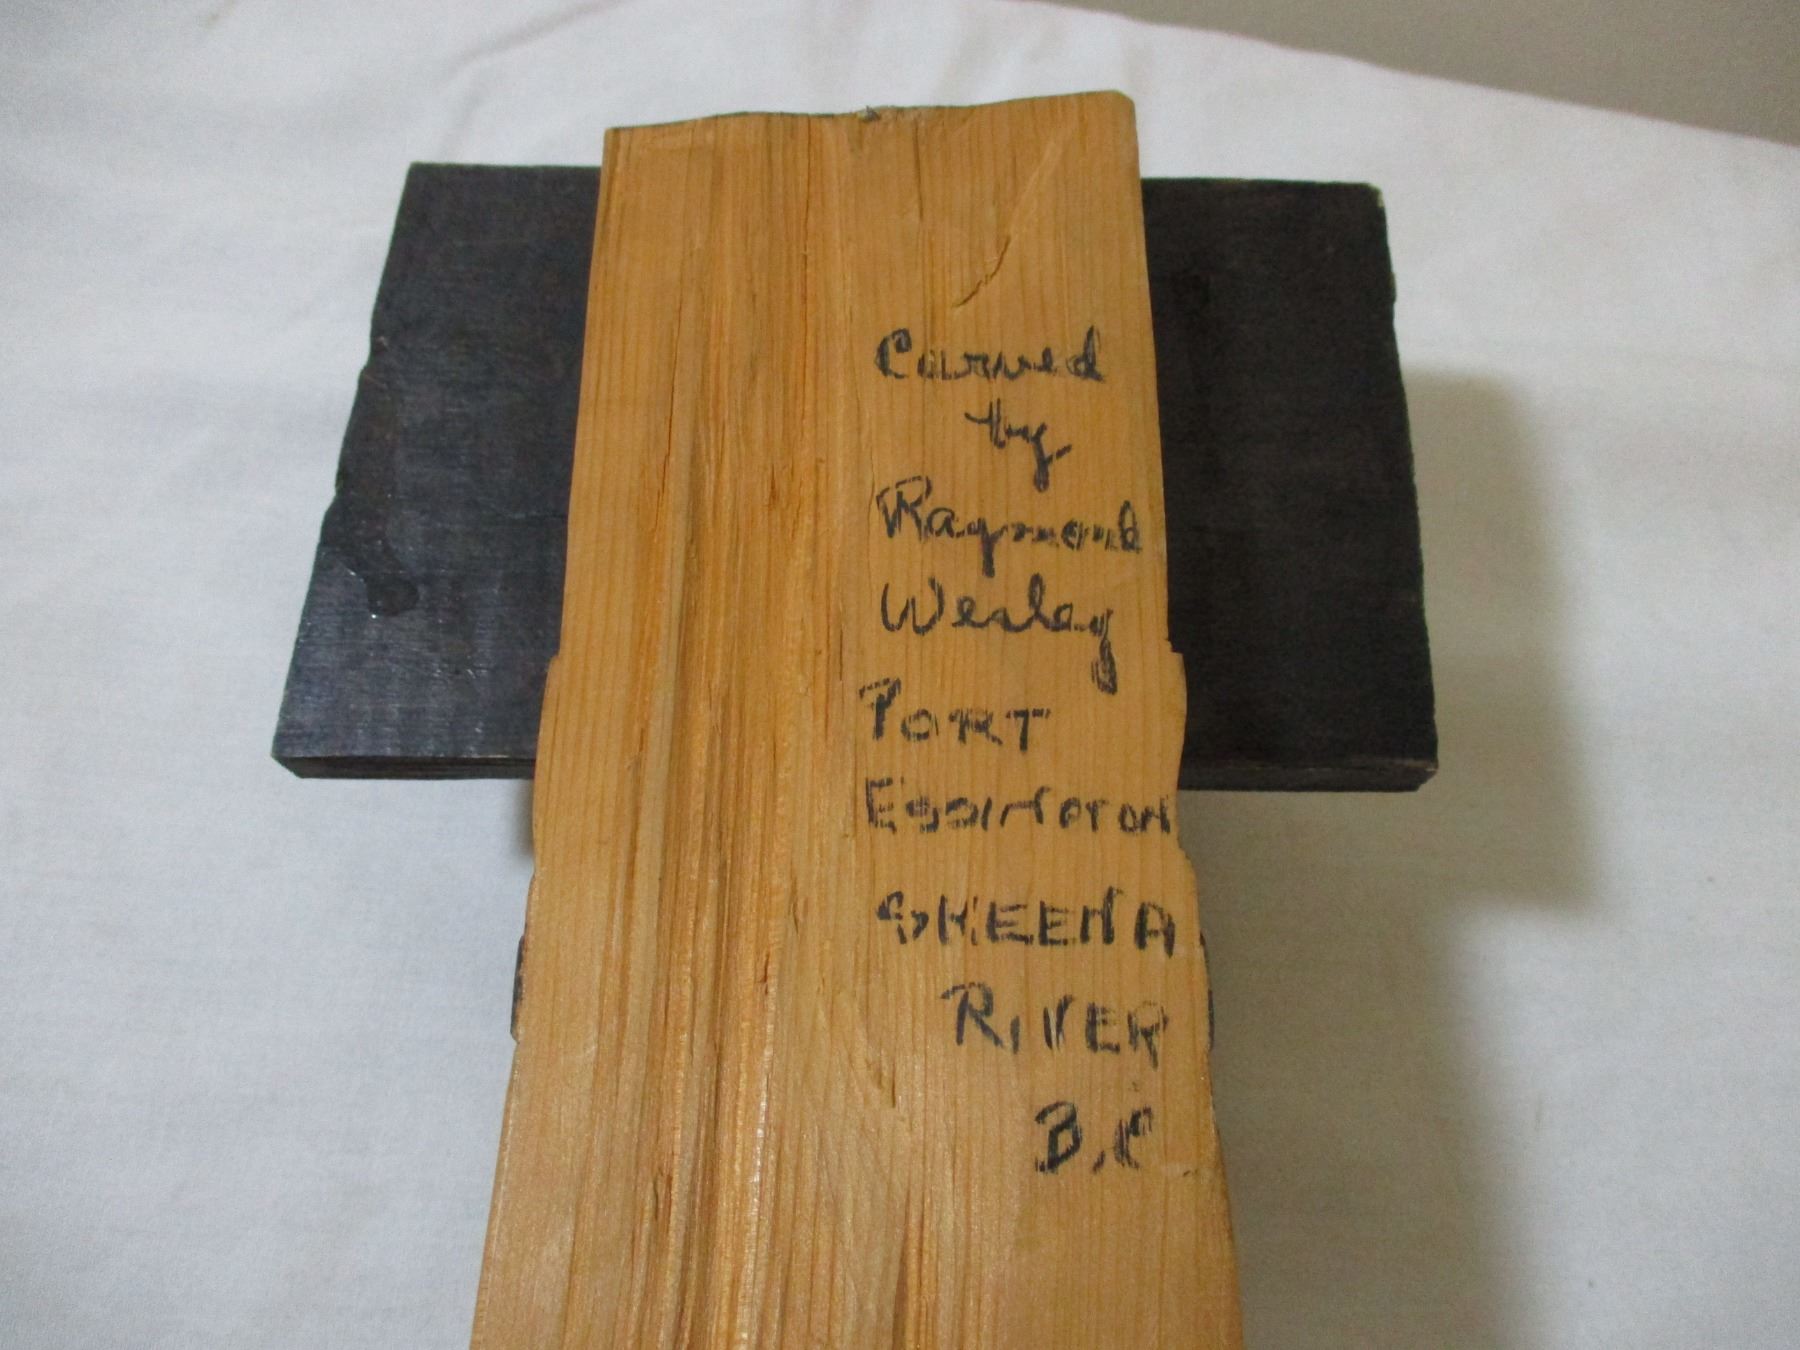 Carved
by
Raymond
Wesley
PORT
ESSINGTON
SKEENA
RIVER
B.C